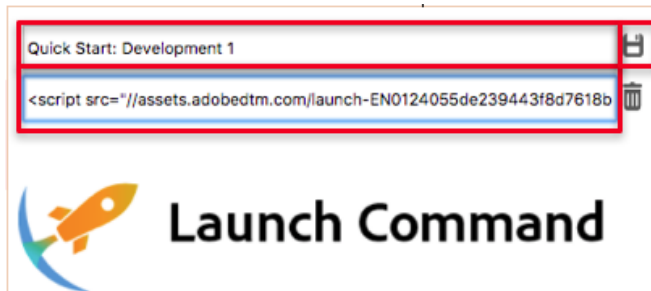 Quick Start: Development 1
<script src="//assets.adobedtm.com/launch-EN0124055de239443f8d7618b
Launch Command